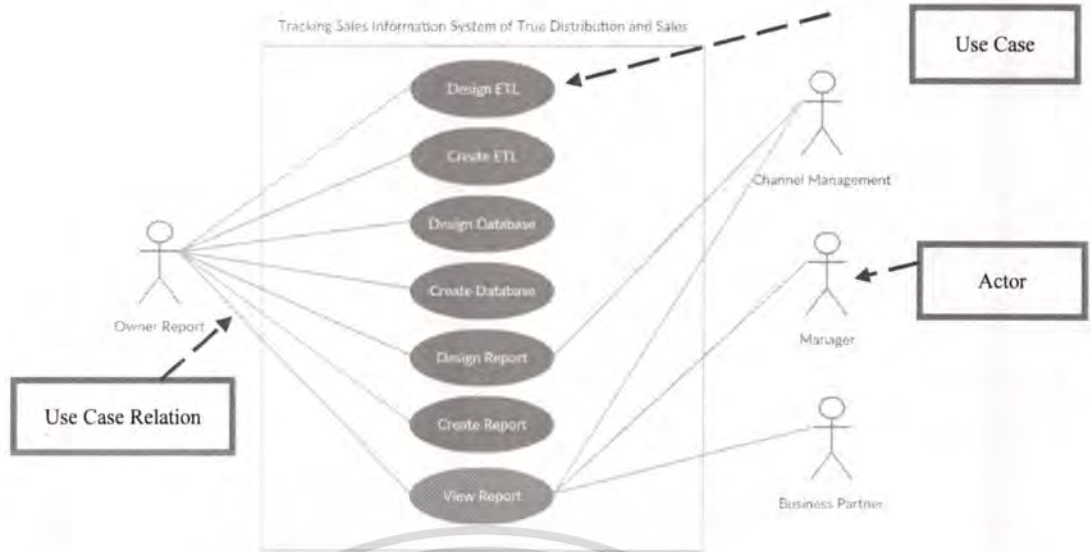 Tracking Sales Information System of True Distribution and Sales
Use Case
Design ETL
Create ETL
Channel Management
Design Database
Actor
Create Database
Owner Report
Manager
Design Report
Use Case Relation
Create Report
View Report
Business Partner